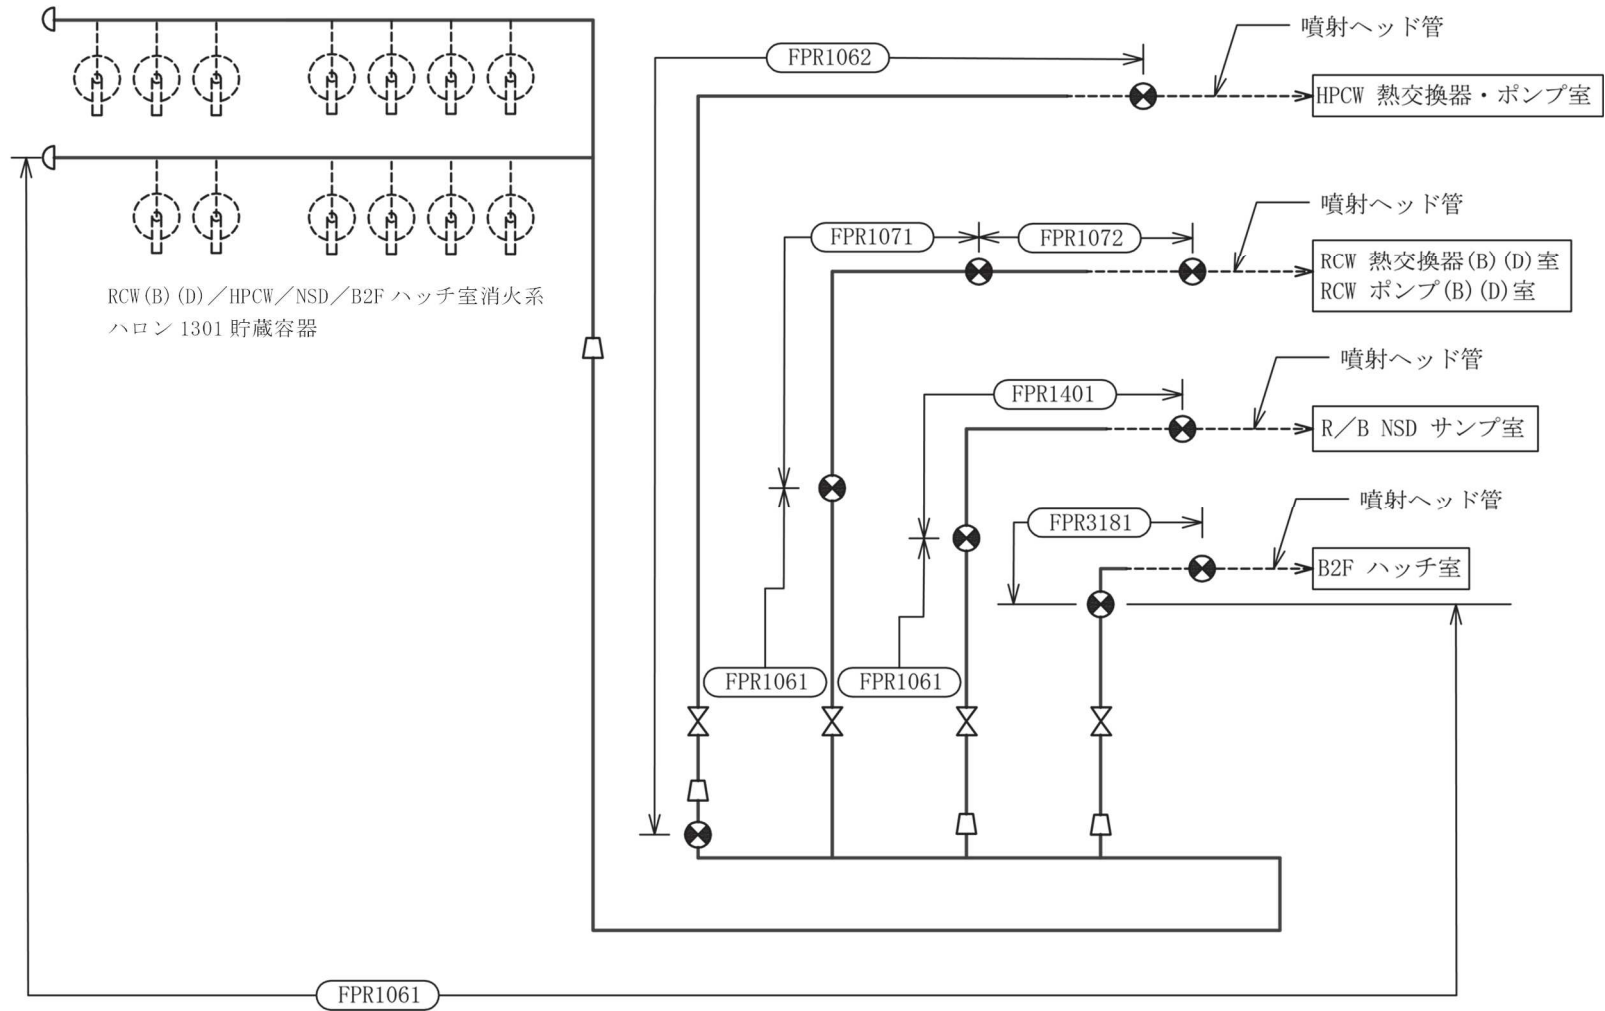 噴射ヘッド管
FPR1062
HPCW 熱交換器・ポンプ室
噴射ヘッド管
FPR1071
FPR1072
RCW 熱交換器(B)(D)室
RCW ポンプ(B)(D)室
RCW(B)(D)／HPCW／NSD／B2F ハッチ室消火系
ハロン 1301 貯蔵容器
噴射ヘッド管
FPR1401
R／B NSD サンプ室
噴射ヘッド管
FPR3181
B2F ハッチ室
FPR1061
FPR1061
FPR1061